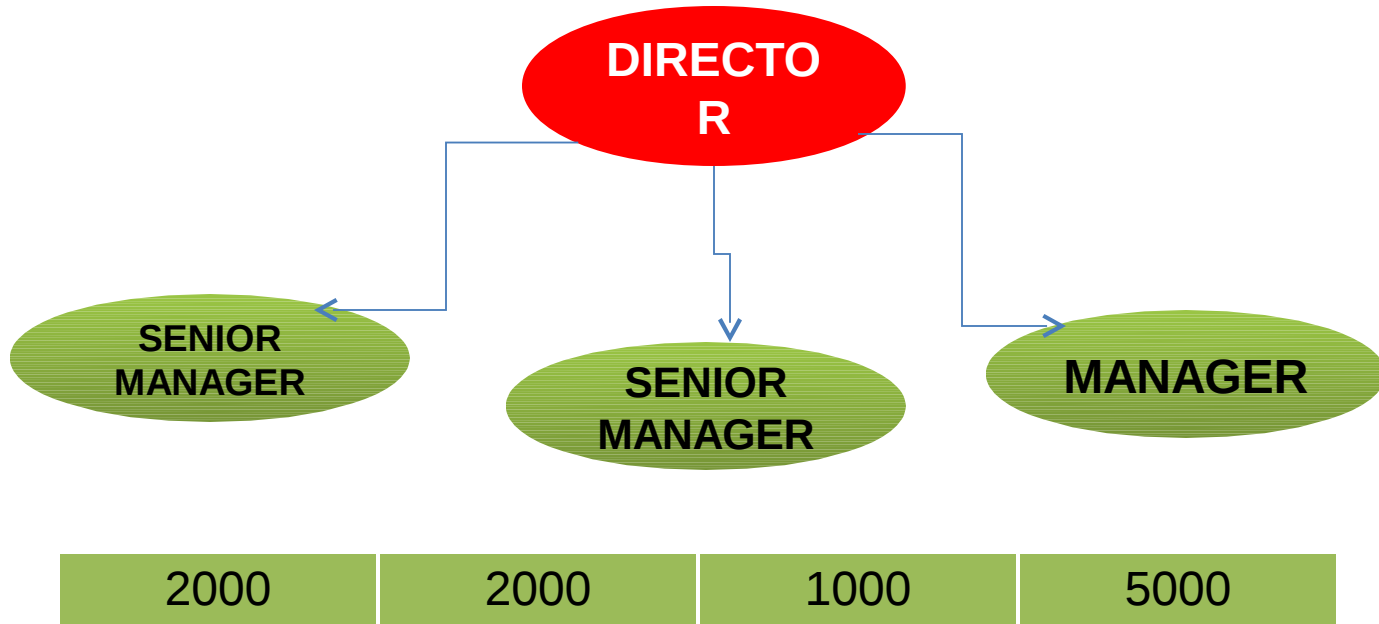 DIRECTO
R
SENIOR
MANAGER
SENIOR
MANAGER
MANAGER
2000 2000 1000 5000